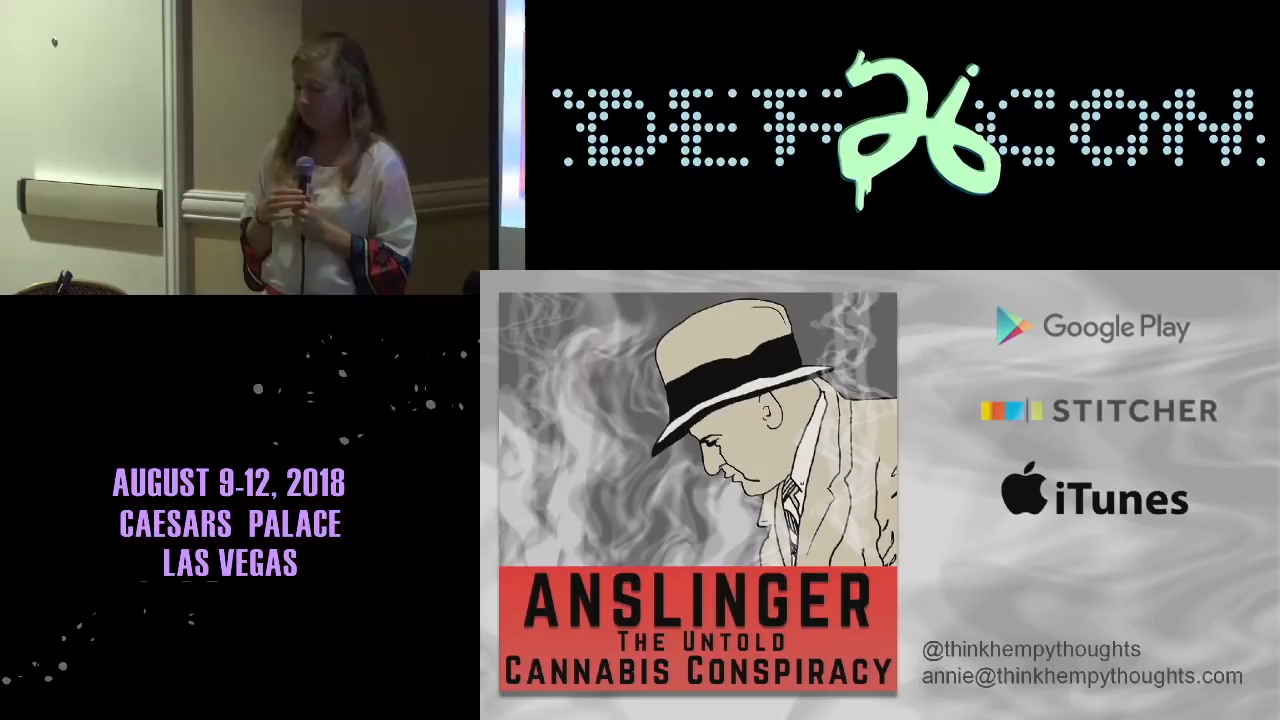 DEF 26 CON
AUGUST 9-12, 2018
CAESARS PALACE
LAS VEGAS
Google Play
STITCHER
iTunes
ANSLINGER
THE UNTOLD
CANNABIS CONSPIRACY
@thinkhempythoughts
annie@thinkhempythoughts.com